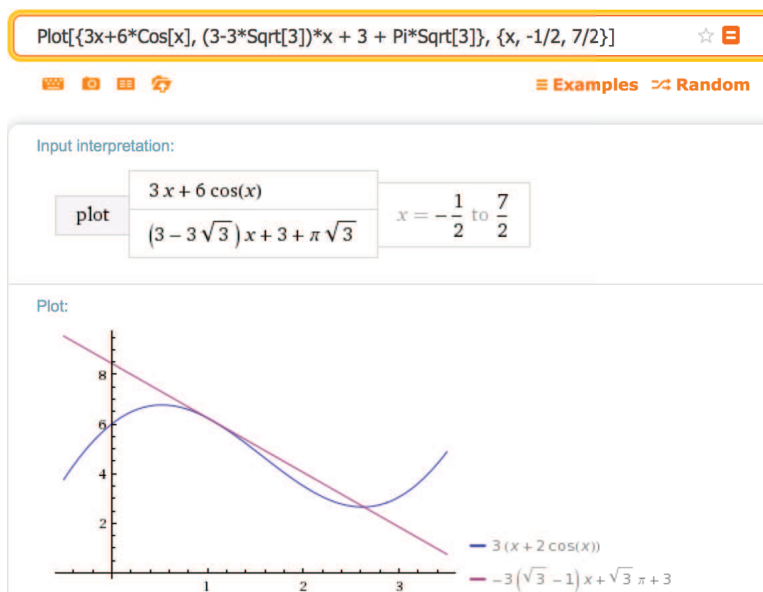 Plot[{3x+6*Cos[x], (3-3*Sqrt[3])*x + 3 + Pi*Sqrt[3]}, {x, -1/2, 7/2}]
Examples Random
Input interpretation:
plot
3 x + 6 cos(x)
(3 − 3 √3) x + 3 + π √3
x = −1/2 to 7/2
Plot:
8
6
4
2
1 2 3
3 (x + 2 cos(x))
−3 (√3 − 1) x + √3 π + 3